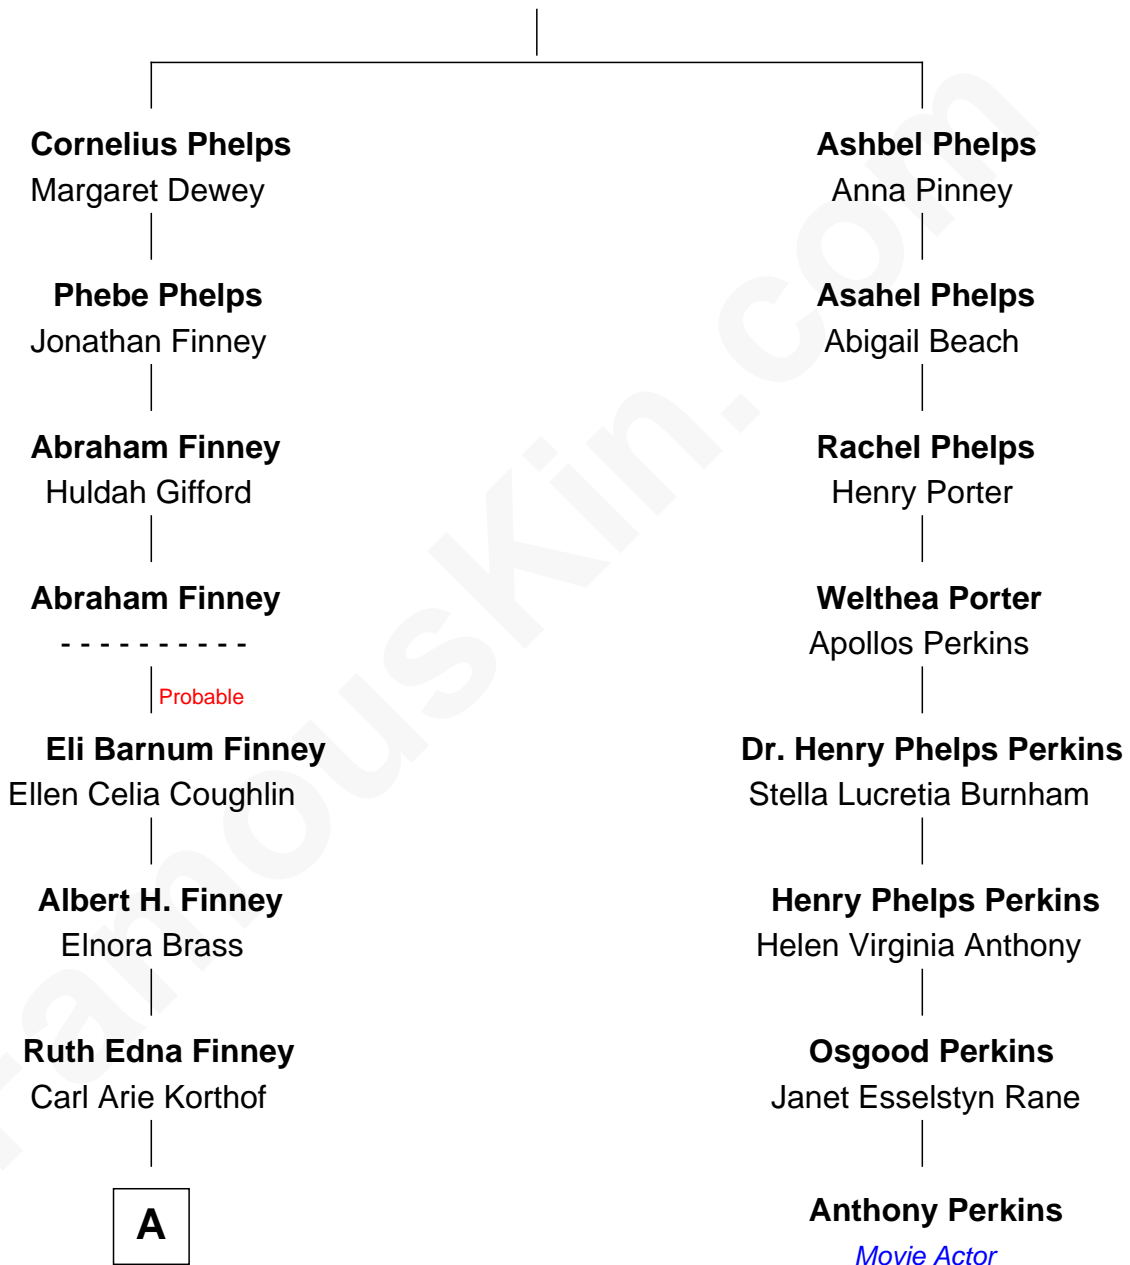 Cornelius Phelps
Margaret Dewey
Ashbel Phelps
Anna Pinney
Phebe Phelps
Jonathan Finney
Asahel Phelps
Abigail Beach
Abraham Finney
Huldah Gifford
Rachel Phelps
Henry Porter
Abraham Finney
- - - - - - - - - -
Probable
Welthea Porter
Apollos Perkins
Eli Barnum Finney
Ellen Celia Coughlin
Dr. Henry Phelps Perkins
Stella Lucretia Burnham
Albert H. Finney
Elnora Brass
Henry Phelps Perkins
Helen Virginia Anthony
Ruth Edna Finney
Carl Arie Korthof
Osgood Perkins
Janet Esselstyn Rane
A
Anthony Perkins
Movie Actor
FamousKin.com